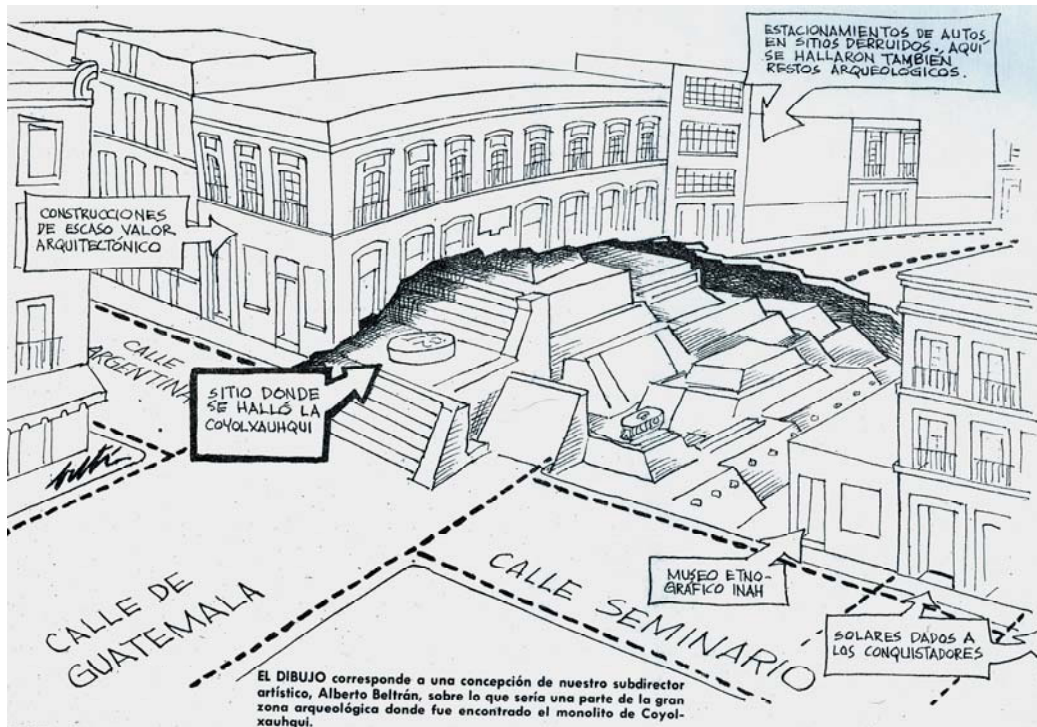 ESTACIONAMIENTOS DE AUTOS
EN SITIOS DERRUIDOS., AQUÍ
SE HALLARON TAMBIÉN
RESTOS ARQUEOLÓGICOS.
CONSTRUCCIONES
DE ESCASO VALOR
ARQUITECTÓNICO
CALLE
ARGENTINA
SITIO DONDE
SE HALLÓ LA
COYOLXAUHQUI
CALLE DE
GUATEMALA
CALLE SEMINARIO
MUSEO ETNO-
GRÁFICO INAH
SOLARES DADOS A
LOS CONQUISTADORES
EL DIBUJO corresponde a una concepción de nuestro subdirector
artístico, Alberto Beltrán, sobre lo que sería una parte de la gran
zona arqueológica donde fue encontrado el monolito de Coyol-
xauhqui.